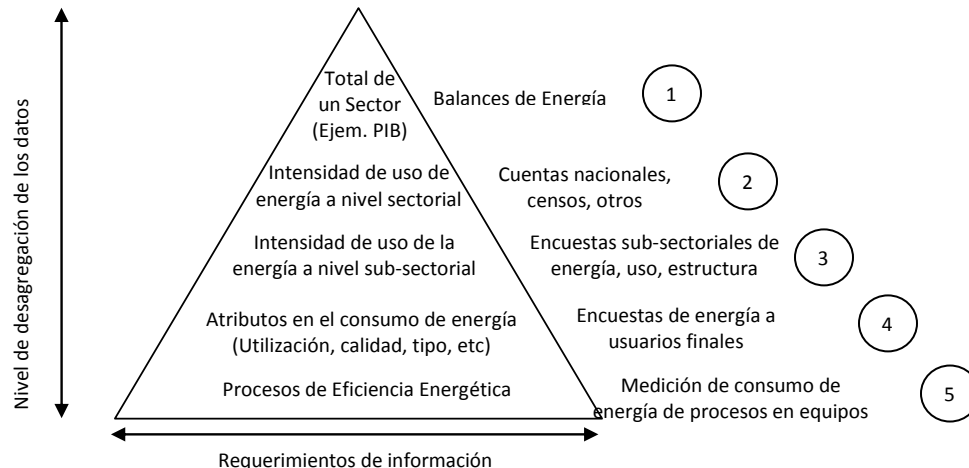 Nivel de desagregación de los datos
Total de
un Sector
(Ejem. PIB)
Balances de Energía
1
Intensidad de uso de
energía a nivel sectorial
Cuentas nacionales,
censos, otros
2
Intensidad de uso de la
energía a nivel sub-sectorial
Encuestas sub-sectoriales de
energía, uso, estructura
3
Atributos en el consumo de energía
(Utilización, calidad, tipo, etc)
Encuestas de energía a
usuarios finales
4
Procesos de Eficiencia Energética
Medición de consumo de
energía de procesos en equipos
5
Requerimientos de información